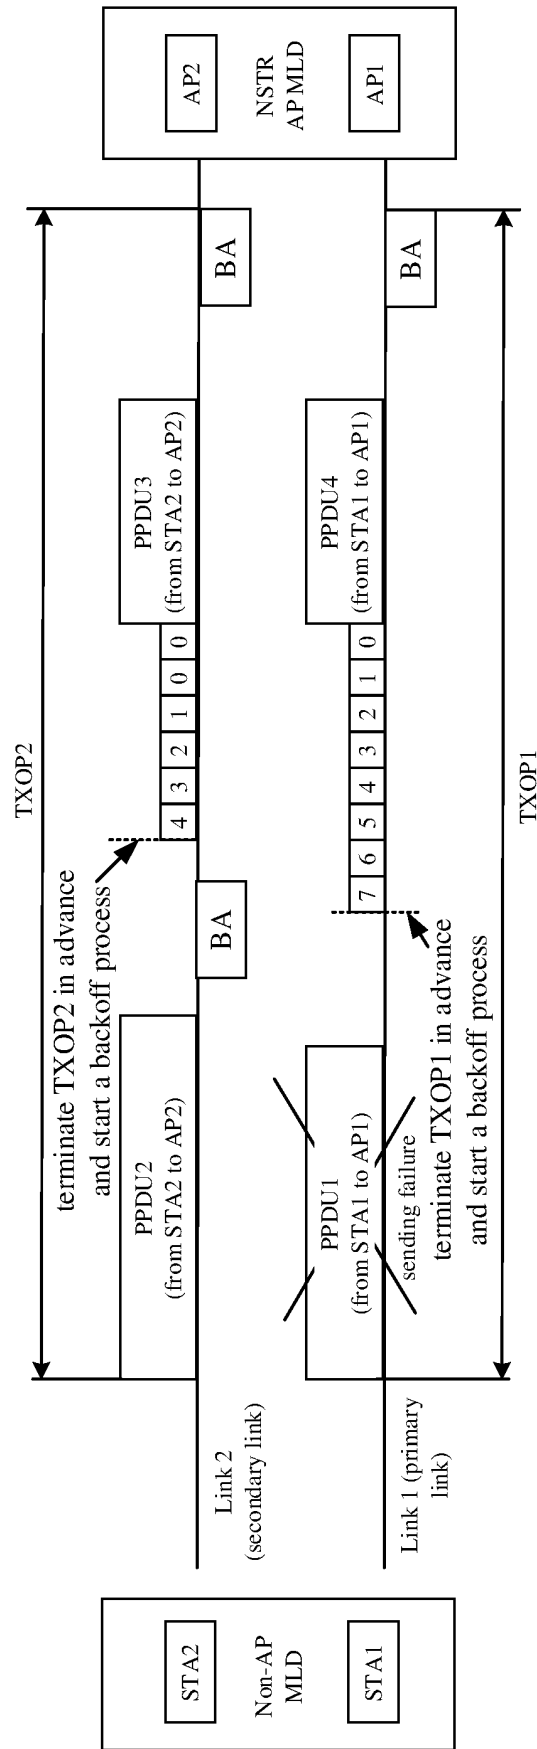 TXOP2
terminate TXOP2 in advance
and start a backoff process
PPDU2
(from STA2 to AP2)
BA
4 3 2 1 0 0
PPDU3
(from STA2 to AP2)
BA
Link 2
(secondary link)
STA2
Non-AP
MLD
STA1
AP2
NSTR
AP MLD
AP1
PPDU1
(from STA1 to AP1)
sending failure
7 6 5 4 3 2 1 0
PPDU4
(from STA1 to AP1)
BA
Link 1 (primary
link)
terminate TXOP1 in advance
and start a backoff process
TXOP1